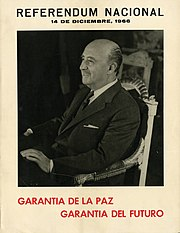 REFERENDUM NACIONAL
14 DE DICIEMBRE, 1966
GARANTIA DE LA PAZ
GARANTIA DEL FUTURO